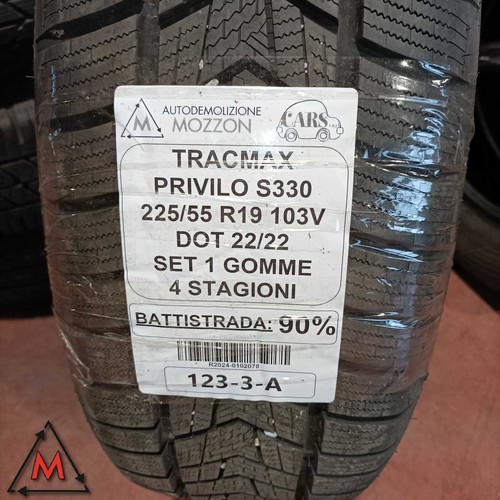 AUTODEMOLIZIONE
MOZZON
CARS
TRACMAX
PRIVILO S330
225/55 R19 103V
DOT 22/22
SET 1 GOMME
4 STAGIONI
BATTISTRADA: 90%
R2024-0102078
123-3-A
M